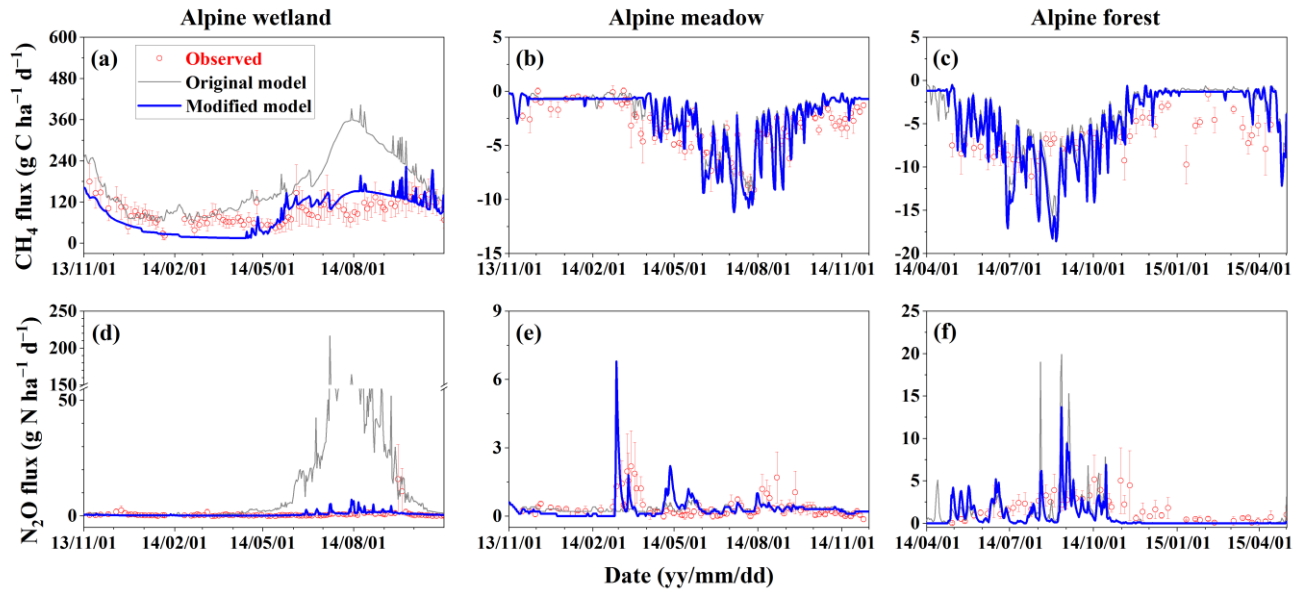 Alpine wetland Alpine meadow Alpine forest
(a)
600
480
360
240
120
0
Observed
Original model
Modified model
CH₄ flux (g C ha⁻¹ d⁻¹)
13/11/01 14/02/01 14/05/01 14/08/01
(b)
5
0
−5
−10
−15
13/11/01 14/02/01 14/05/01 14/08/01 14/11/01
(c)
5
0
−5
−10
−15
−20
14/04/01 14/07/01 14/10/01 15/01/01 15/04/01
(d)
250
200
150
50
0
N₂O flux (g N ha⁻¹ d⁻¹)
13/11/01 14/02/01 14/05/01 14/08/01
(e)
9
6
3
0
13/11/01 14/02/01 14/05/01 14/08/01 14/11/01
(f)
25
20
15
10
5
0
14/04/01 14/07/01 14/10/01 15/01/01 15/04/01
Date (yy/mm/dd)